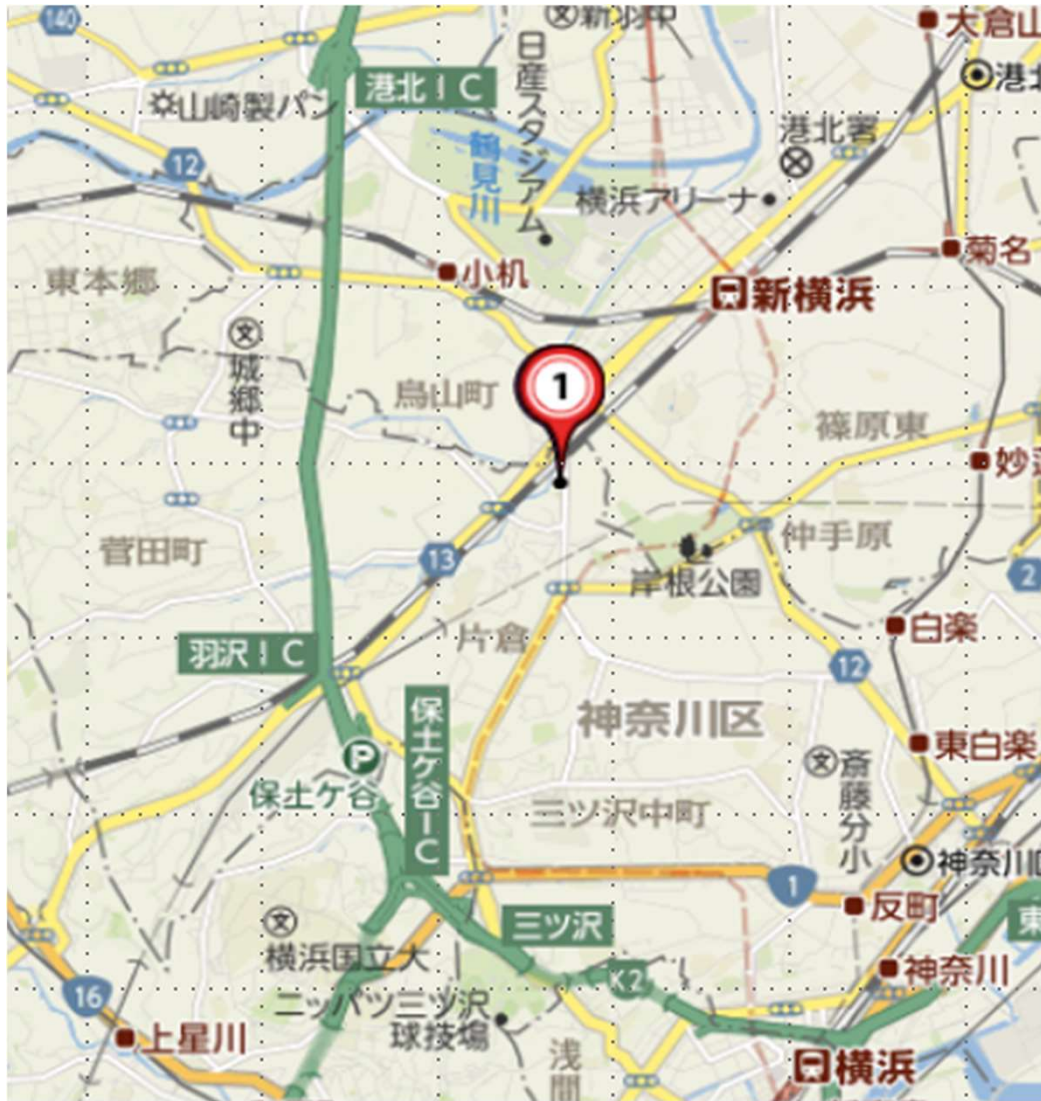 140
新羽中
大倉山
港北IC
港北
山崎製パン
日産スタジアム
鶴見川
港北署
12
横浜アリーナ
菊名
小机
東本郷
新横浜
城郷中
1
鳥山町
篠原東
妙
仲手原
菅田町
13
岸根公園
2
羽沢IC
片倉
白楽
12
保土ケ谷IC
神奈川区
東白楽
P
保土ケ谷
三ツ沢中町
斎藤分小
神奈川区
1
反町
三ツ沢
東
横浜国立大
K2
神奈川
16
ニッパツ三ツ沢
球技場
上星川
浅間
横浜